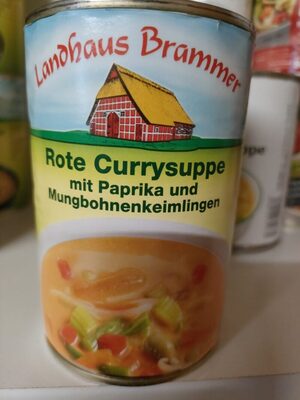 Landhaus Brammer
Rote Currysuppe
mit Paprika und
Mungbohnenkeimlingen